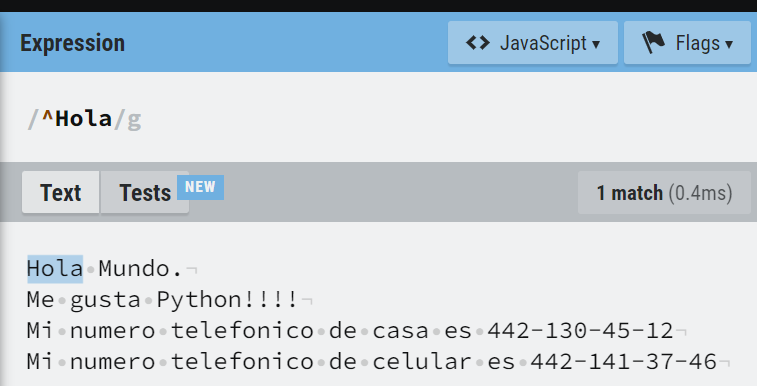 Expression
<> JavaScript ▾
Flags ▾
/^Hola/g
Text
Tests
NEW
1 match (0.4ms)
Hola Mundo.
Me gusta Python!!!!
Mi numero telefonico de casa es 442-130-45-12
Mi numero telefonico de celular es 442-141-37-46